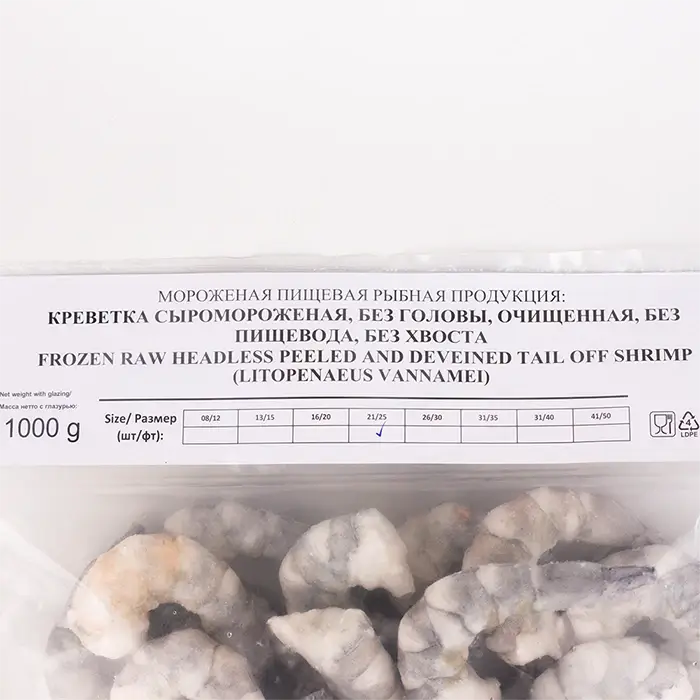 МОРОЖЕНАЯ ПИЩЕВАЯ РЫБНАЯ ПРОДУКЦИЯ:
КРЕВЕТКА СЫРОМОРОЖЕНАЯ, БЕЗ ГОЛОВЫ, ОЧИЩЕННАЯ, БЕЗ
ПИЩЕВОДА, БЕЗ ХВОСТА
FROZEN RAW HEADLESS PEELED AND DEVEINED TAIL OFF SHRIMP
(LITOPENAEUS VANNAMEI)
Net weight with glazing/
Масса нетто с глазурью:
1000 g
Size/ Размер
(шт/фт):
08/12 13/15 16/20 21/25 26/30 31/35 31/40 41/50
4
LDPE